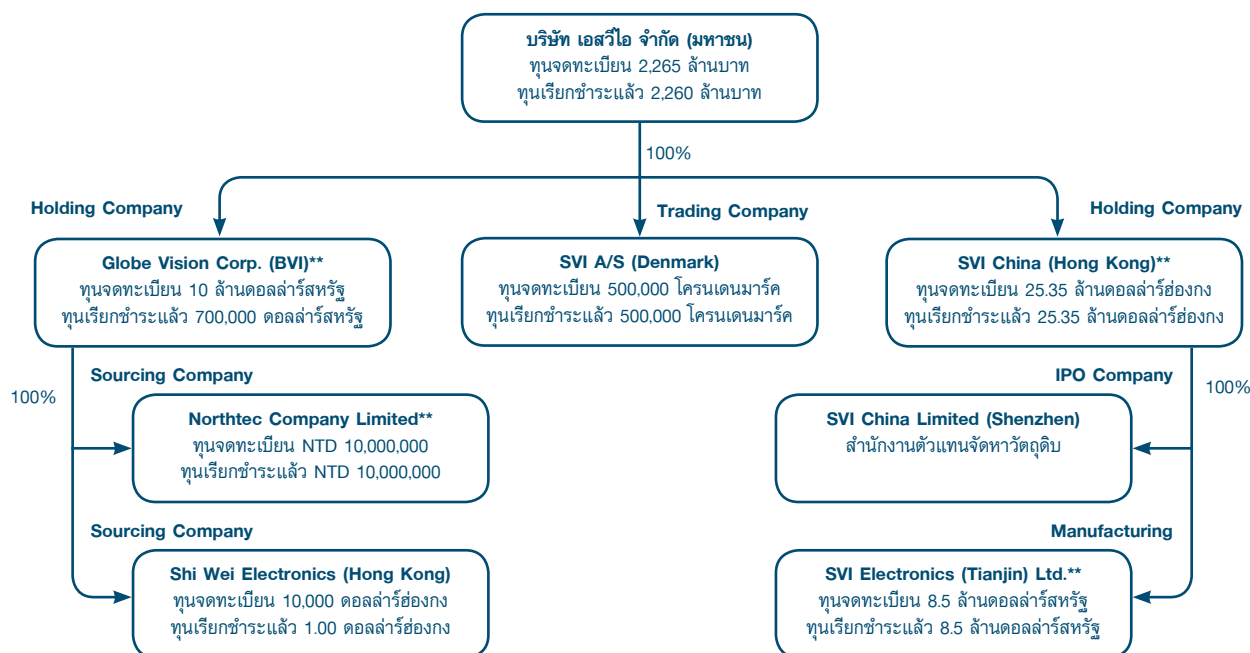 บริษัท เอสวีไอ จำกัด (มหาชน)
ทุนจดทะเบียน 2,265 ล้านบาท
ทุนเรียกชำระแล้ว 2,260 ล้านบาท
100%
Holding Company
Trading Company
Holding Company
Globe Vision Corp. (BVI)**
ทุนจดทะเบียน 10 ล้านดอลล่าร์สหรัฐ
ทุนเรียกชำระแล้ว 700,000 ดอลล่าร์สหรัฐ
SVI A/S (Denmark)
ทุนจดทะเบียน 500,000 โครนเดนมาร์ค
ทุนเรียกชำระแล้ว 500,000 โครนเดนมาร์ค
SVI China (Hong Kong)**
ทุนจดทะเบียน 25.35 ล้านดอลล่าร์ฮ่องกง
ทุนเรียกชำระแล้ว 25.35 ล้านดอลล่าร์ฮ่องกง
100%
Sourcing Company
Northtec Company Limited**
ทุนจดทะเบียน NTD 10,000,000
ทุนเรียกชำระแล้ว NTD 10,000,000
Sourcing Company
Shi Wei Electronics (Hong Kong)
ทุนจดทะเบียน 10,000 ดอลล่าร์ฮ่องกง
ทุนเรียกชำระแล้ว 1.00 ดอลล่าร์ฮ่องกง
IPO Company
100%
SVI China Limited (Shenzhen)
สำนักงานตัวแทนจัดหาวัตถุดิบ
Manufacturing
SVI Electronics (Tianjin) Ltd.**
ทุนจดทะเบียน 8.5 ล้านดอลล่าร์สหรัฐ
ทุนเรียกชำระแล้ว 8.5 ล้านดอลล่าร์สหรัฐ